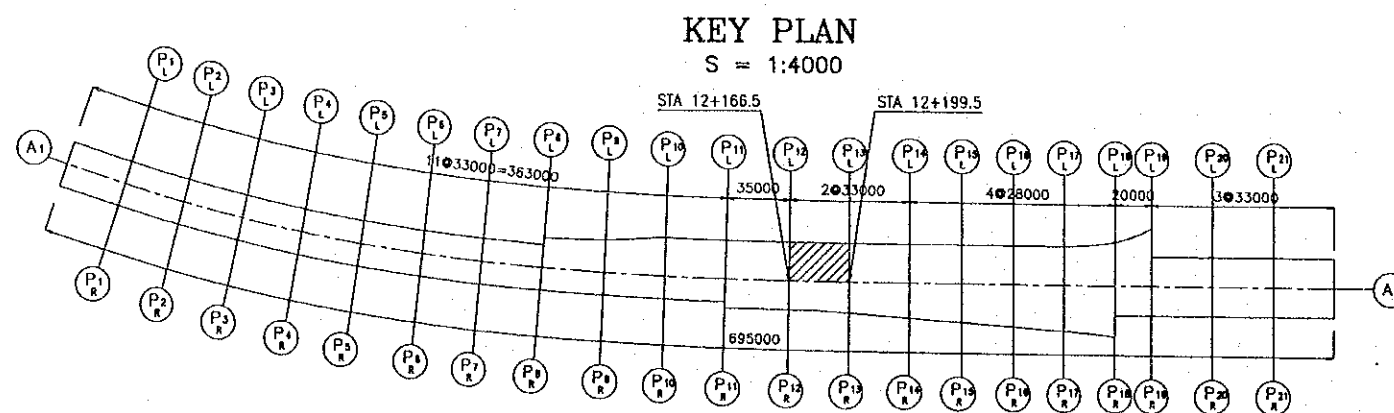 KEY PLAN
S = 1:4000
STA 12+166.5
STA 12+199.5
P1 L
P2 L
P3 L
P4 L
P5 L
P6 L
P7 L
P8 L
P9 L
P10 L
P11 L
P12 L
P13 L
P14 L
P15 L
P16 L
P17 L
P18 L
P19 L
P20 L
P21 L
A1
11@33000=363000
35000
2@33000
4@28000
20000
3@33000
A
695000
P1 R
P2 R
P3 R
P4 R
P5 R
P6 R
P7 R
P8 R
P9 R
P10 R
P11 R
P12 R
P13 R
P14 R
P15 R
P16 R
P17 R
P18 R
P19 R
P20 R
P21 R